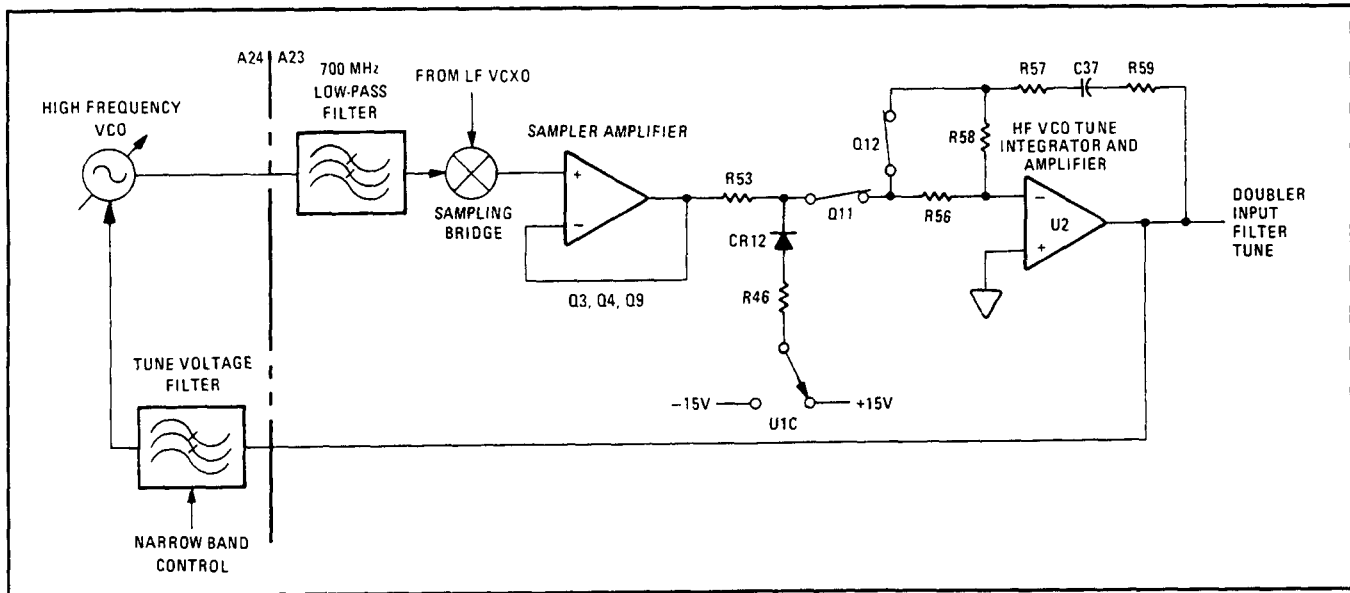 A24
A23
700 MHz
LOW-PASS
FILTER
FROM LF VCXO
HIGH FREQUENCY
VCO
SAMPLER AMPLIFIER
+
−
SAMPLING
BRIDGE
Q3, Q4, Q9
R53
CR12
R46
−15V
+15V
U1C
Q11
Q12
R56
R58
R57
C37
R59
HF VCO TUNE
INTEGRATOR AND
AMPLIFIER
−
U2
+
DOUBLER
INPUT
FILTER
TUNE
TUNE VOLTAGE
FILTER
NARROW BAND
CONTROL